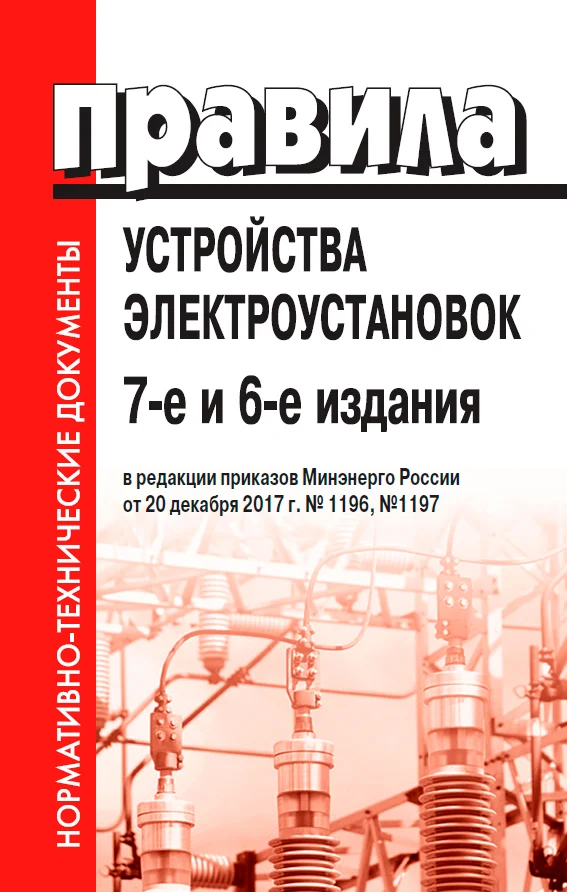 правила
УСТРОЙСТВА
ЭЛЕКТРОУСТАНОВОК
7-е и 6-е издания
в редакции приказов Минэнерго России
от 20 декабря 2017 г. № 1196, №1197
НОРМАТИВНО-ТЕХНИЧЕСКИЕ ДОКУМЕНТЫ